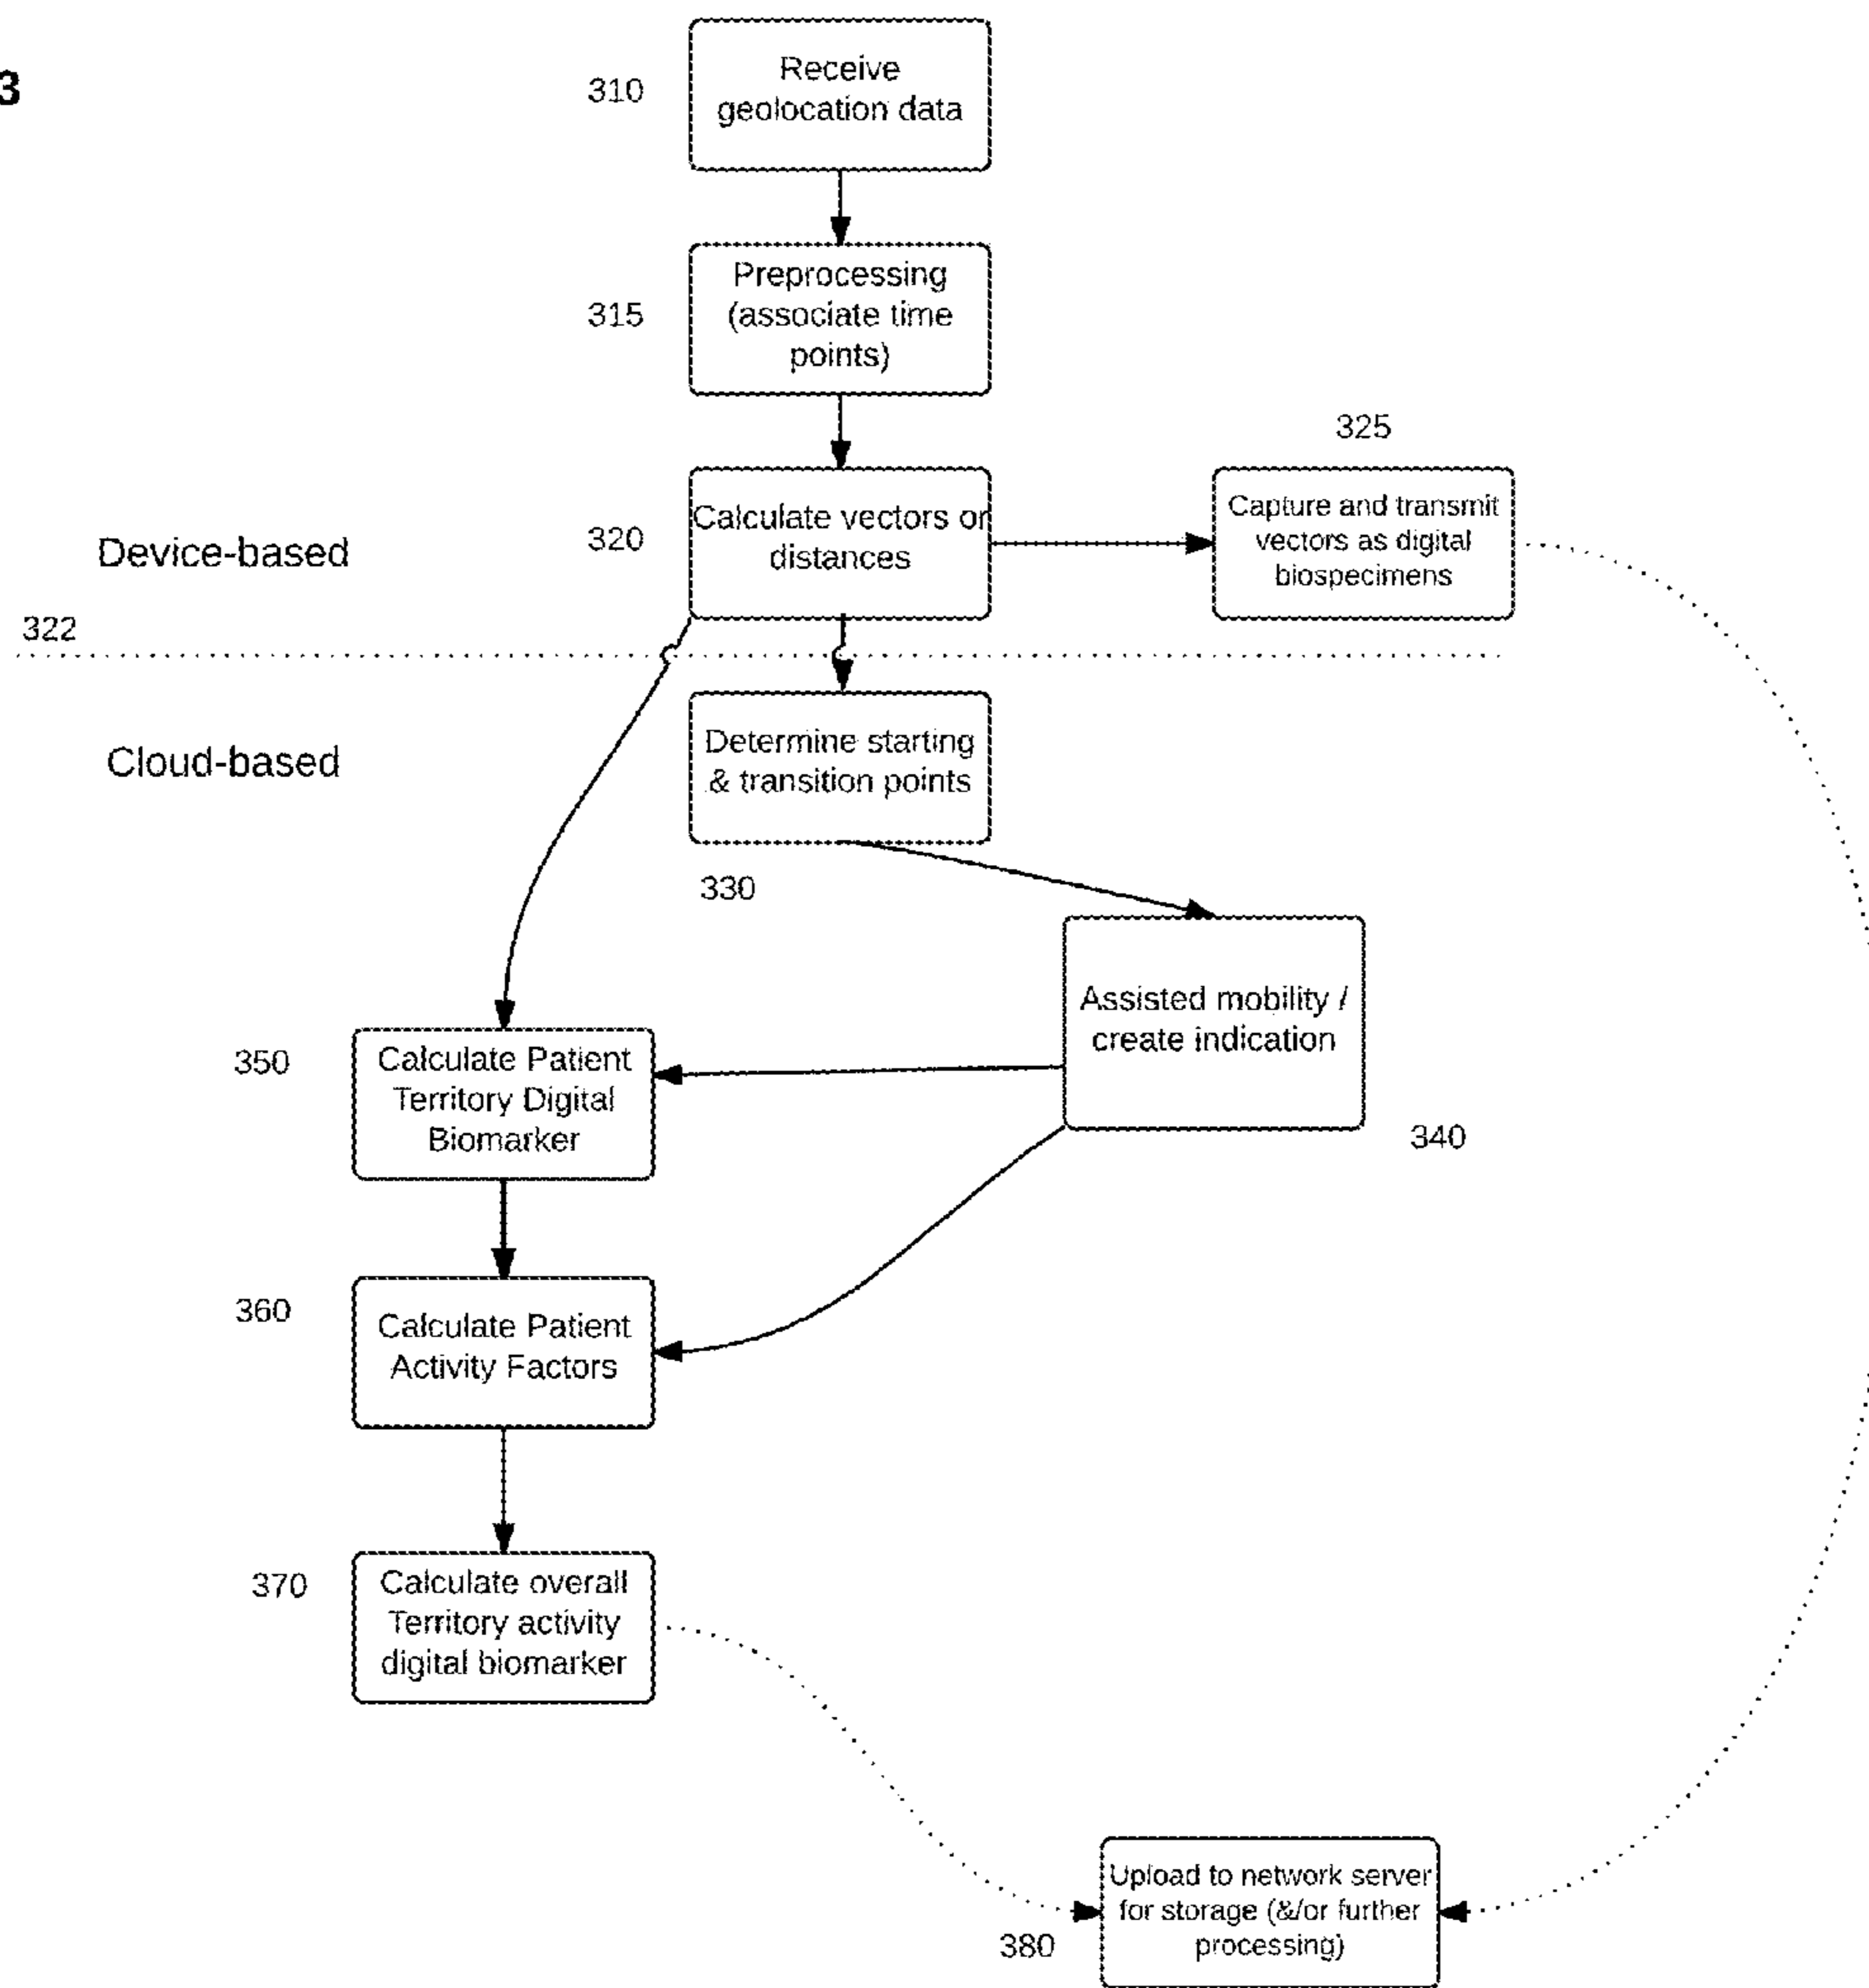 3
310
Receive
geolocation data
315
Preprocessing
(associate time
points)
325
320
Calculate vectors or
distances
Capture and transmit
vectors as digital
biospecimens
Device-based
322
Cloud-based
Determine starting
& transition points
330
Assisted mobility /
create indication
340
350
Calculate Patient
Territory Digital
Biomarker
360
Calculate Patient
Activity Factors
370
Calculate overall
Territory activity
digital biomarker
380
Upload to network server
for storage (&/or further
processing)